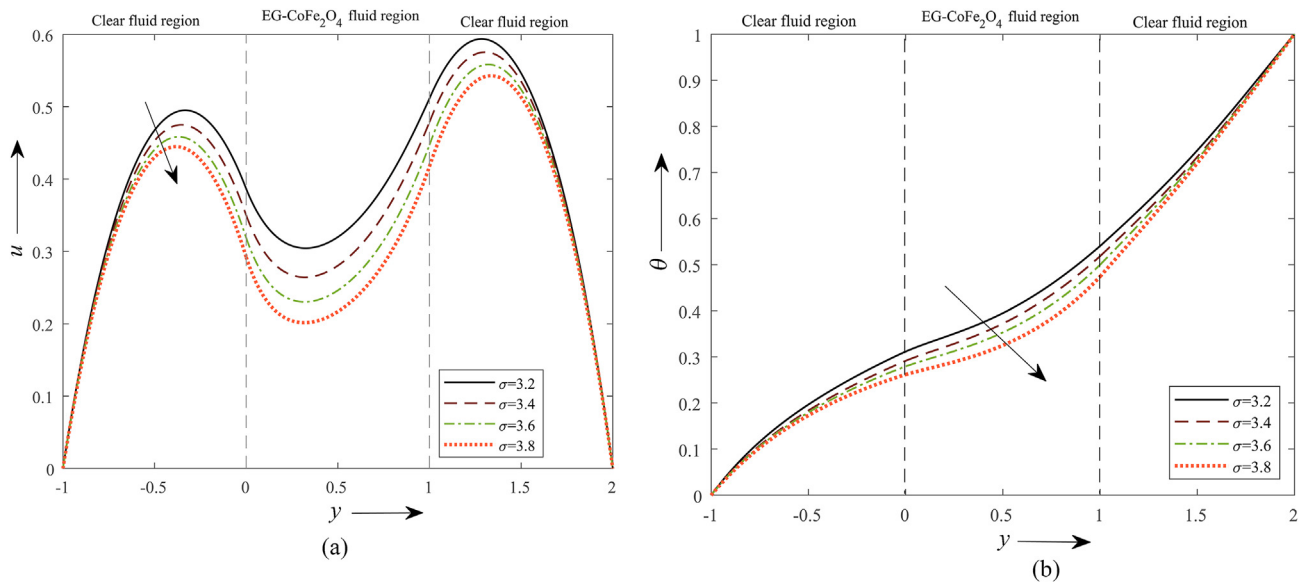 Clear fluid region EG-CoFe₂O₄ fluid region Clear fluid region
0.6
0.5
0.4
0.3
0.2
0.1
0
u
σ=3.2
σ=3.4
σ=3.6
σ=3.8
-1 -0.5 0 0.5 1 1.5 2
y
(a)
Clear fluid region EG-CoFe₂O₄ fluid region Clear fluid region
1
0.9
0.8
0.7
0.6
0.5
0.4
0.3
0.2
0.1
0
θ
σ=3.2
σ=3.4
σ=3.6
σ=3.8
-1 -0.5 0 0.5 1 1.5 2
y
(b)